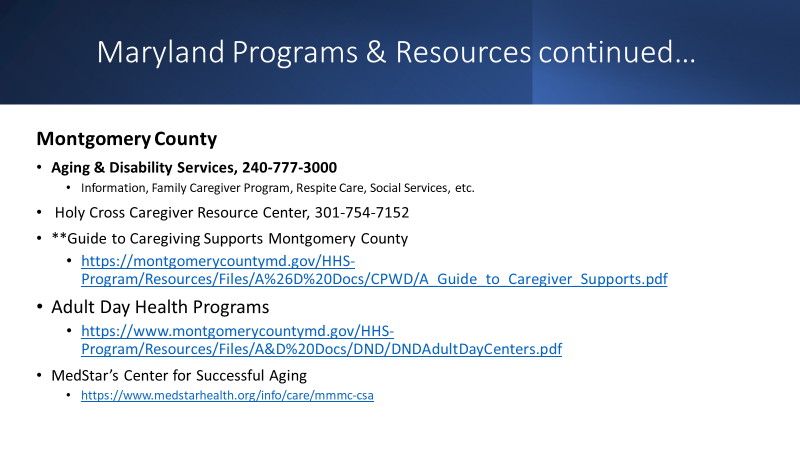 Maryland Programs & Resources continued…
Montgomery County
• Aging & Disability Services, 240-777-3000
• Information, Family Caregiver Program, Respite Care, Social Services, etc.
• Holy Cross Caregiver Resource Center, 301-754-7152
• **Guide to Caregiving Supports Montgomery County
• https://montgomerycountymd.gov/HHS-
Program/Resources/Files/A%26D%20Docs/CPWD/A_Guide_to_Caregiver_Supports.pdf
• Adult Day Health Programs
• https://www.montgomerycountymd.gov/HHS-
Program/Resources/Files/A&D%20Docs/DND/DNDAdultDayCenters.pdf
• MedStar’s Center for Successful Aging
• https://www.medstarhealth.org/info/care/mmmc-csa